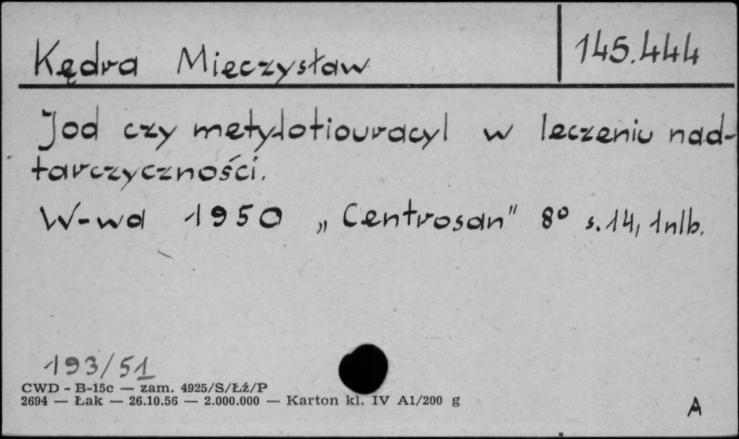 Kędra Mieczysław 145.444
Jod czy metylotiouracyl w leczeniu nad-
tarczyczności.
W-wa 1950 „Centrosan" 8° s.14, 1nlb.
193/51
CWD - B-15c — zam. 4925/S/Łż/P
2694 — Łak — 26.10.56 — 2.000.000 — Karton kl. IV A1/200 g
A